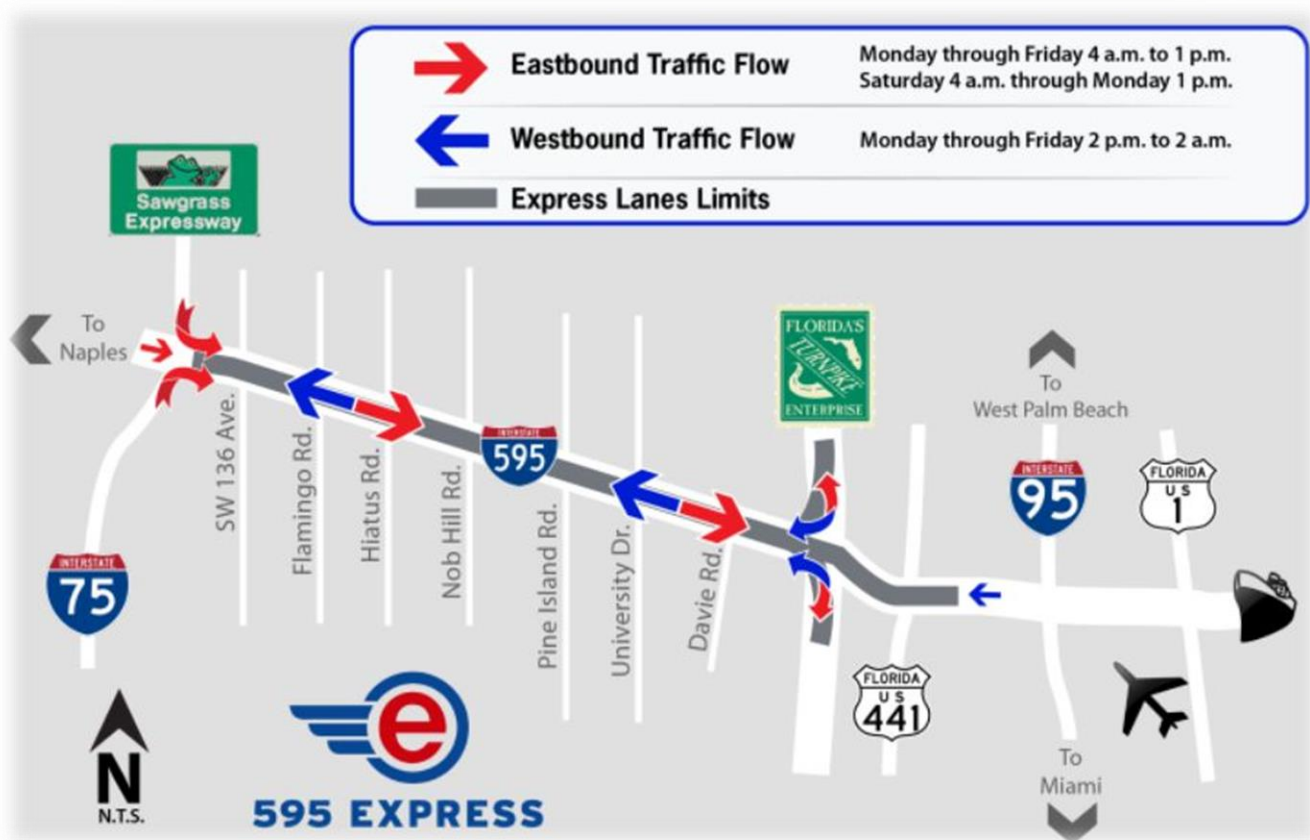 Eastbound Traffic Flow
Monday through Friday 4 a.m. to 1 p.m.
Saturday 4 a.m. through Monday 1 p.m.
Westbound Traffic Flow
Monday through Friday 2 p.m. to 2 a.m.
Express Lanes Limits
Sawgrass
Expressway
To
Naples
SW 136 Ave.
Flamingo Rd.
Hiatus Rd.
Nob Hill Rd.
INTERSTATE
595
Pine Island Rd.
University Dr.
Davie Rd.
FLORIDA'S
TURNPIKE
ENTERPRISE
To
West Palm Beach
INTERSTATE
95
FLORIDA
US
1
INTERSTATE
75
FLORIDA
US
441
To
Miami
N
N.T.S.
e
595 EXPRESS